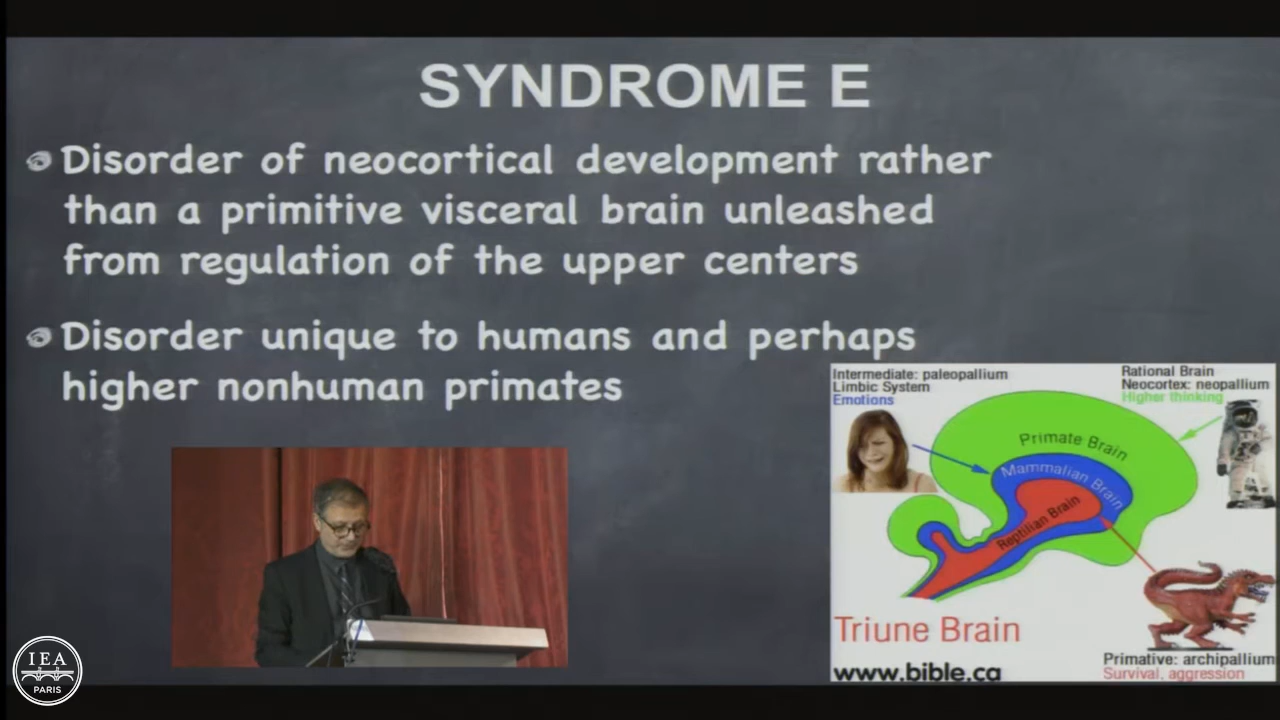 SYNDROME E
Disorder of neocortical development rather
than a primitive visceral brain unleashed
from regulation of the upper centers
Disorder unique to humans and perhaps
higher nonhuman primates
Intermediate: paleopallium
Limbic System
Emotions
Rational Brain
Neocortex: neopallium
Higher thinking
Primate Brain
Mammalian Brain
Reptilian Brain
Triune Brain
www.bible.ca
Primative: archipallium
Survival, aggression
IEA
PARIS